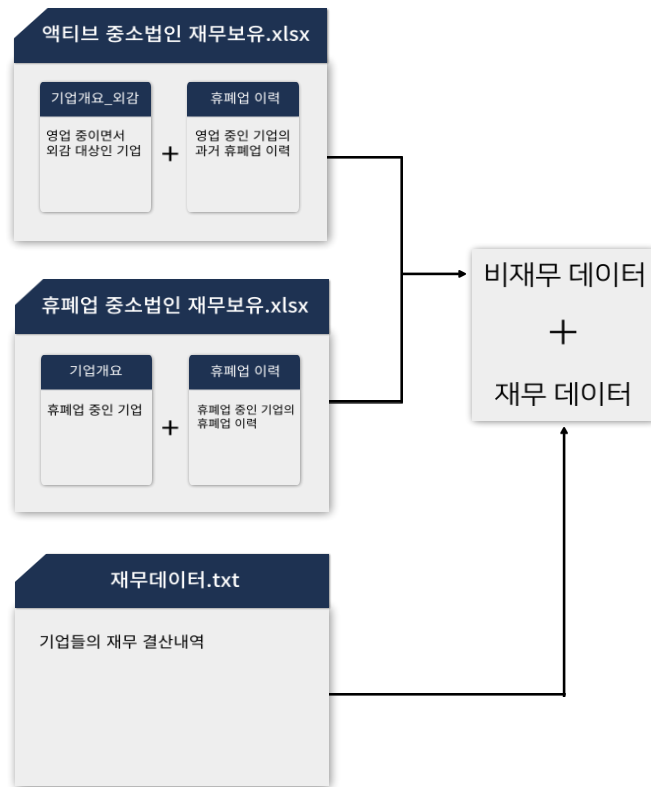 액티브 중소법인 재무보유.xlsx
기업개요_외감
영업 중이면서
외감 대상인 기업
+
휴폐업 이력
영업 중인 기업의
과거 휴폐업 이력
휴폐업 중소법인 재무보유.xlsx
기업개요
휴폐업 중인 기업
+
휴폐업 이력
휴폐업 중인 기업의
휴폐업 이력
재무데이터.txt
기업들의 재무 결산내역
비재무 데이터
+
재무 데이터